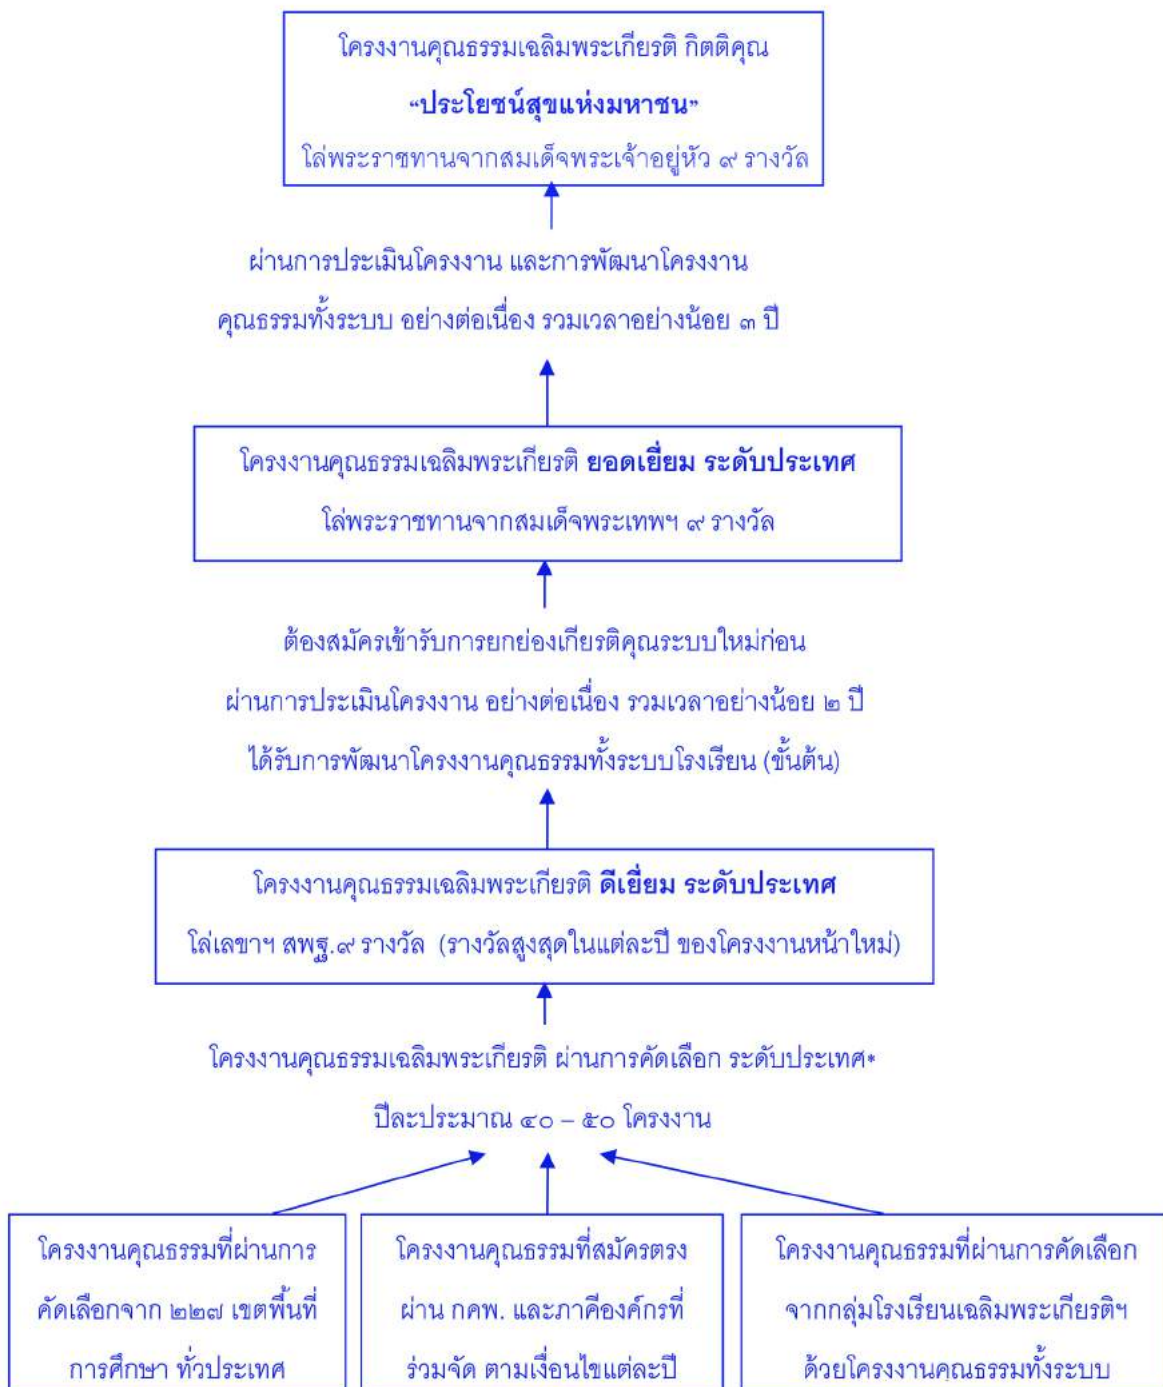 โครงงานคุณธรรมเฉลิมพระเกียรติ กิตติคุณ
“ประโยชน์สุขแห่งมหาชน”
โล่พระราชทานจากสมเด็จพระเจ้าอยู่หัว ๙ รางวัล
ผ่านการประเมินโครงงาน และการพัฒนาโครงงาน
คุณธรรมทั้งระบบ อย่างต่อเนื่อง รวมเวลาอย่างน้อย ๓ ปี
โครงงานคุณธรรมเฉลิมพระเกียรติ ยอดเยี่ยม ระดับประเทศ
โล่พระราชทานจากสมเด็จพระเทพฯ ๙ รางวัล
ต้องสมัครเข้ารับการยกย่องเกียรติคุณระบบใหม่ก่อน
ผ่านการประเมินโครงงาน อย่างต่อเนื่อง รวมเวลาอย่างน้อย ๒ ปี
ได้รับการพัฒนาโครงงานคุณธรรมทั้งระบบโรงเรียน (ขั้นต้น)
โครงงานคุณธรรมเฉลิมพระเกียรติ ดีเยี่ยม ระดับประเทศ
โล่เลขาฯ สพฐ.๙ รางวัล (รางวัลสูงสุดในแต่ละปี ของโครงงานหน้าใหม่)
โครงงานคุณธรรมเฉลิมพระเกียรติ ผ่านการคัดเลือก ระดับประเทศ*
ปีละประมาณ ๔๐ – ๕๐ โครงงาน
โครงงานคุณธรรมที่ผ่านการ
คัดเลือกจาก ๒๒๗ เขตพื้นที่
การศึกษา ทั่วประเทศ
โครงงานคุณธรรมที่สมัครตรง
ผ่าน กคพ. และภาคีองค์กรที่
ร่วมจัด ตามเงื่อนไขแต่ละปี
โครงงานคุณธรรมที่ผ่านการคัดเลือก
จากกลุ่มโรงเรียนเฉลิมพระเกียรติฯ
ด้วยโครงงานคุณธรรมทั้งระบบ